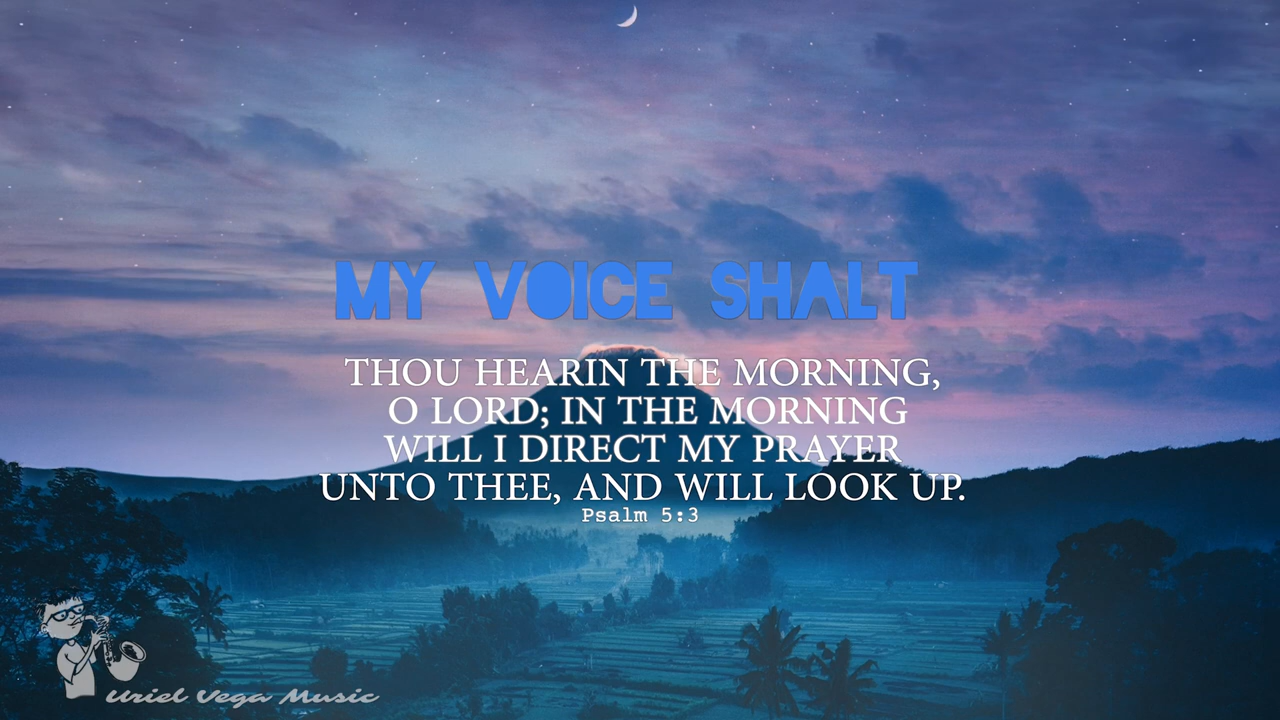 MY VOICE SHALT
THOU HEARIN THE MORNING,
O LORD; IN THE MORNING
WILL I DIRECT MY PRAYER
UNTO THEE, AND WILL LOOK UP.
Psalm 5:3
Uriel Vega Music